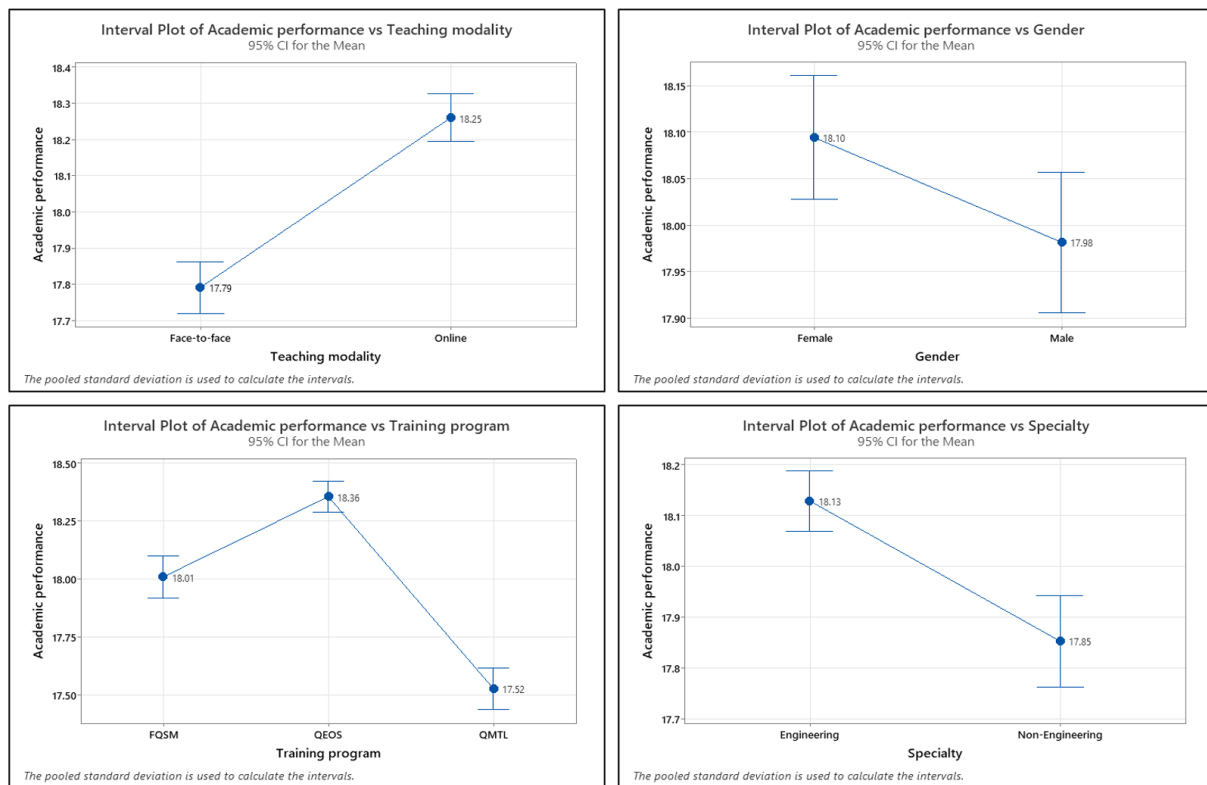 Interval Plot of Academic performance vs Teaching modality
95% CI for the Mean
Academic performance
18.4
18.3
18.2
18.1
18.0
17.9
17.8
17.7
17.79
18.25
Face-to-face
Online
Teaching modality
The pooled standard deviation is used to calculate the intervals.
Interval Plot of Academic performance vs Gender
95% CI for the Mean
Academic performance
18.15
18.10
18.05
18.00
17.95
17.90
18.10
17.98
Female
Male
Gender
The pooled standard deviation is used to calculate the intervals.
Interval Plot of Academic performance vs Training program
95% CI for the Mean
Academic performance
18.50
18.25
18.00
17.75
17.50
18.01
18.36
17.52
FQSM
QEOS
QMTL
Training program
The pooled standard deviation is used to calculate the intervals.
Interval Plot of Academic performance vs Specialty
95% CI for the Mean
Academic performance
18.2
18.1
18.0
17.9
17.8
17.7
18.13
17.85
Engineering
Non-Engineering
Specialty
The pooled standard deviation is used to calculate the intervals.